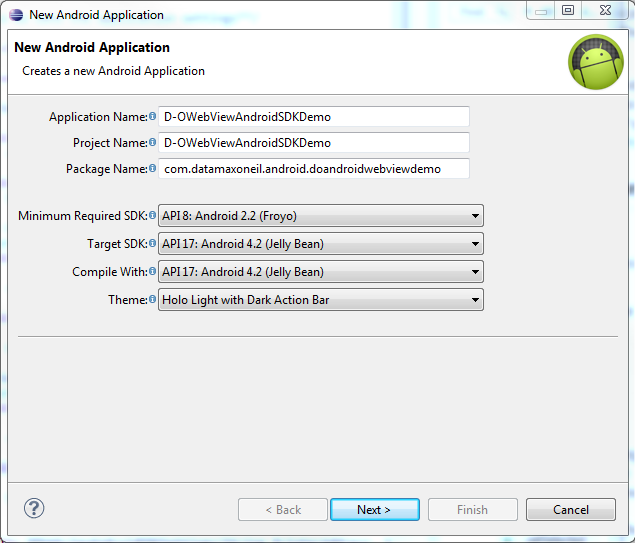 New Android Application
New Android Application
Creates a new Android Application
Application Name: D-OWebViewAndroidSDKDemo
Project Name: D-OWebViewAndroidSDKDemo
Package Name: com.datamaxoneil.android.doandroidwebviewdemo
Minimum Required SDK: API 8: Android 2.2 (Froyo)
Target SDK: API 17: Android 4.2 (Jelly Bean)
Compile With: API 17: Android 4.2 (Jelly Bean)
Theme: Holo Light with Dark Action Bar
? < Back Next > Finish Cancel